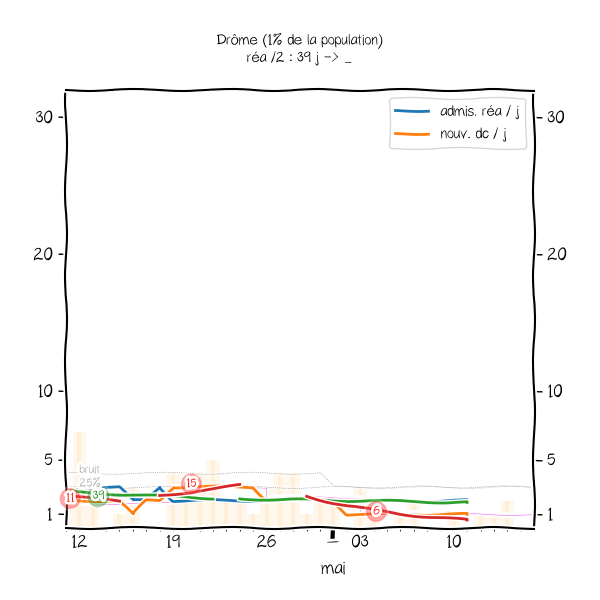 Drôme (1% de la population)
réa /2 : 39 j -> _
admis. réa / j
nouv. dc / j
30 30
20 20
10 10
5 5
1 1
bruit
25%
11 39 15 6
12 19 26 03 10
mai